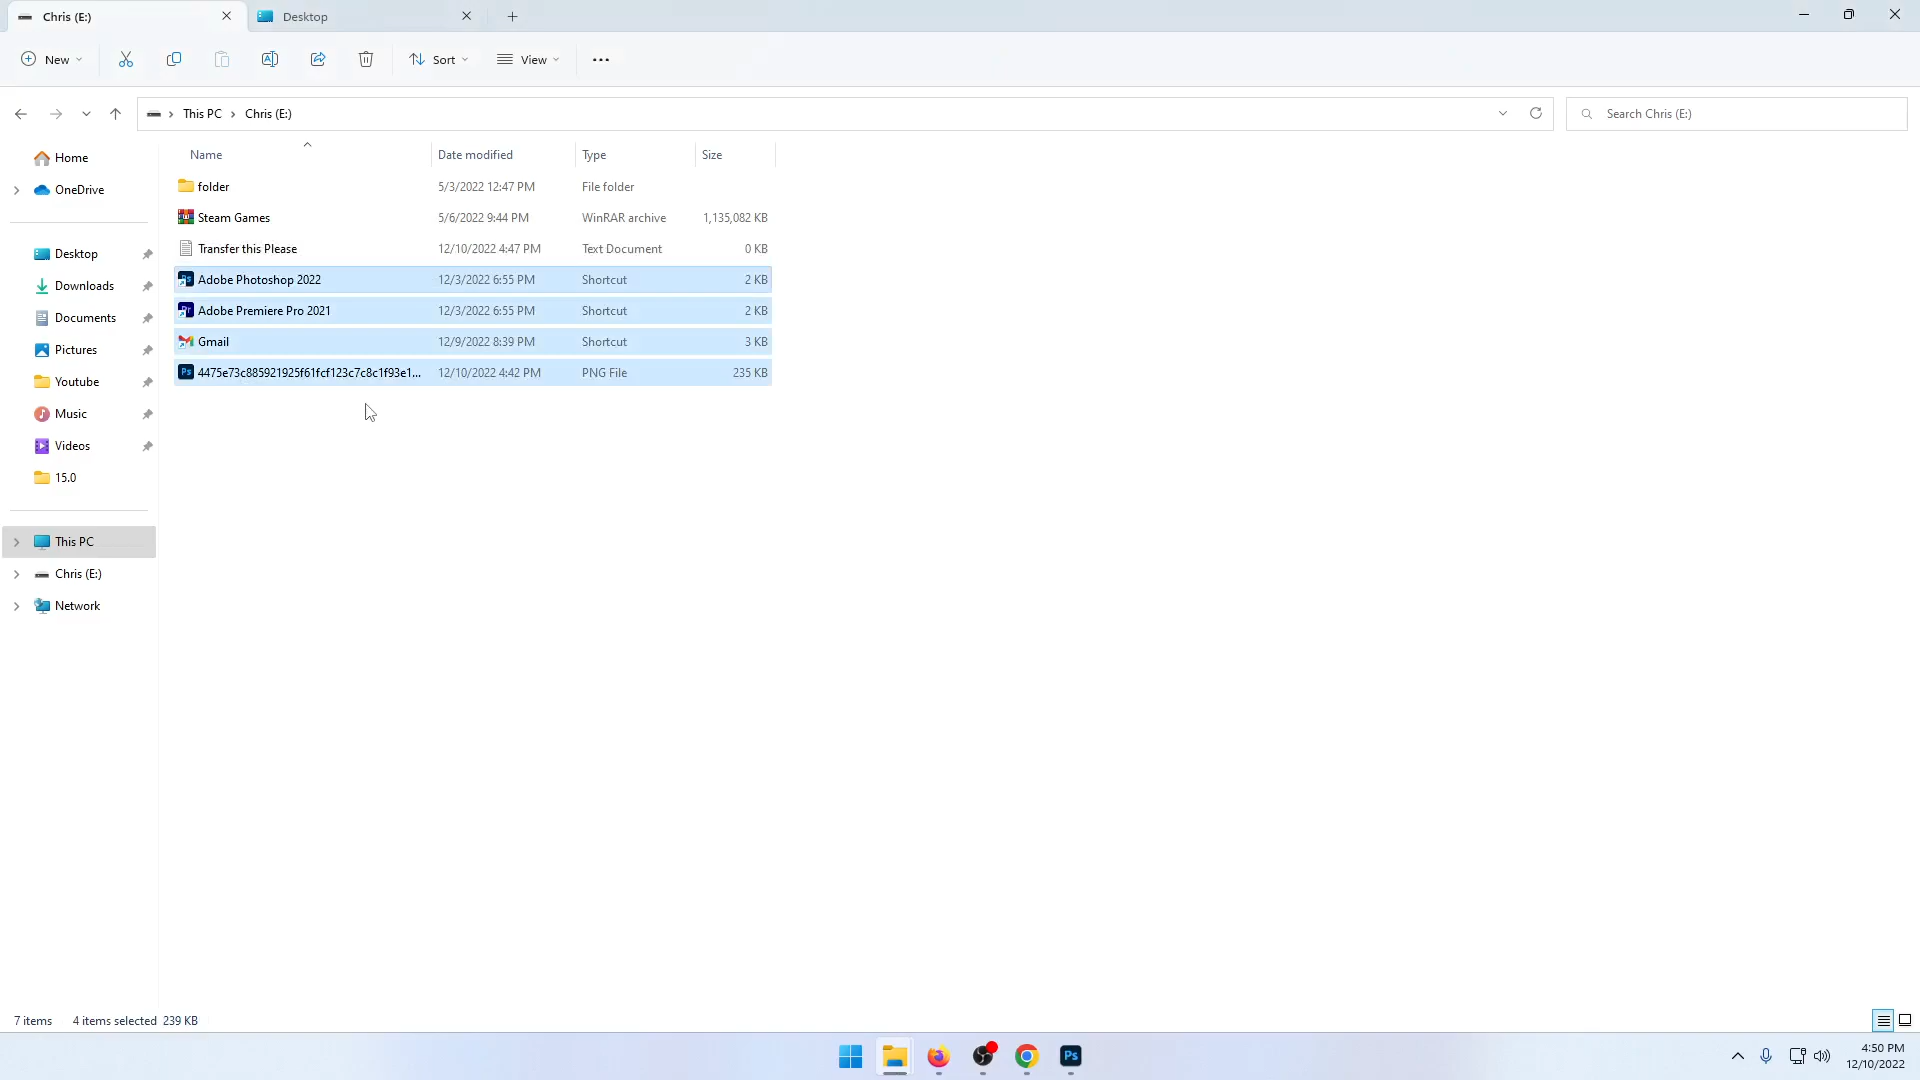 Chris (E:)
Desktop
New
Sort
View
This PC
Chris (E:)
Search Chris (E:)
Home
OneDrive
Desktop
Downloads
Documents
Pictures
Youtube
Music
Videos
15.0
This PC
Chris (E:)
Network
Name Date modified Type Size
folder 5/3/2022 12:47 PM File folder
Steam Games 5/6/2022 9:44 PM WinRAR archive 1,135,082 KB
Transfer this Please 12/10/2022 4:47 PM Text Document 0 KB
Adobe Photoshop 2022 12/3/2022 6:55 PM Shortcut 2 KB
Adobe Premiere Pro 2021 12/3/2022 6:55 PM Shortcut 2 KB
Gmail 12/9/2022 8:39 PM Shortcut 3 KB
4475e73c885921925f61fcf123c7c8c1f93e1... 12/10/2022 4:42 PM PNG File 235 KB
7 items 4 items selected 239 KB
Ps
4:50 PM
12/10/2022